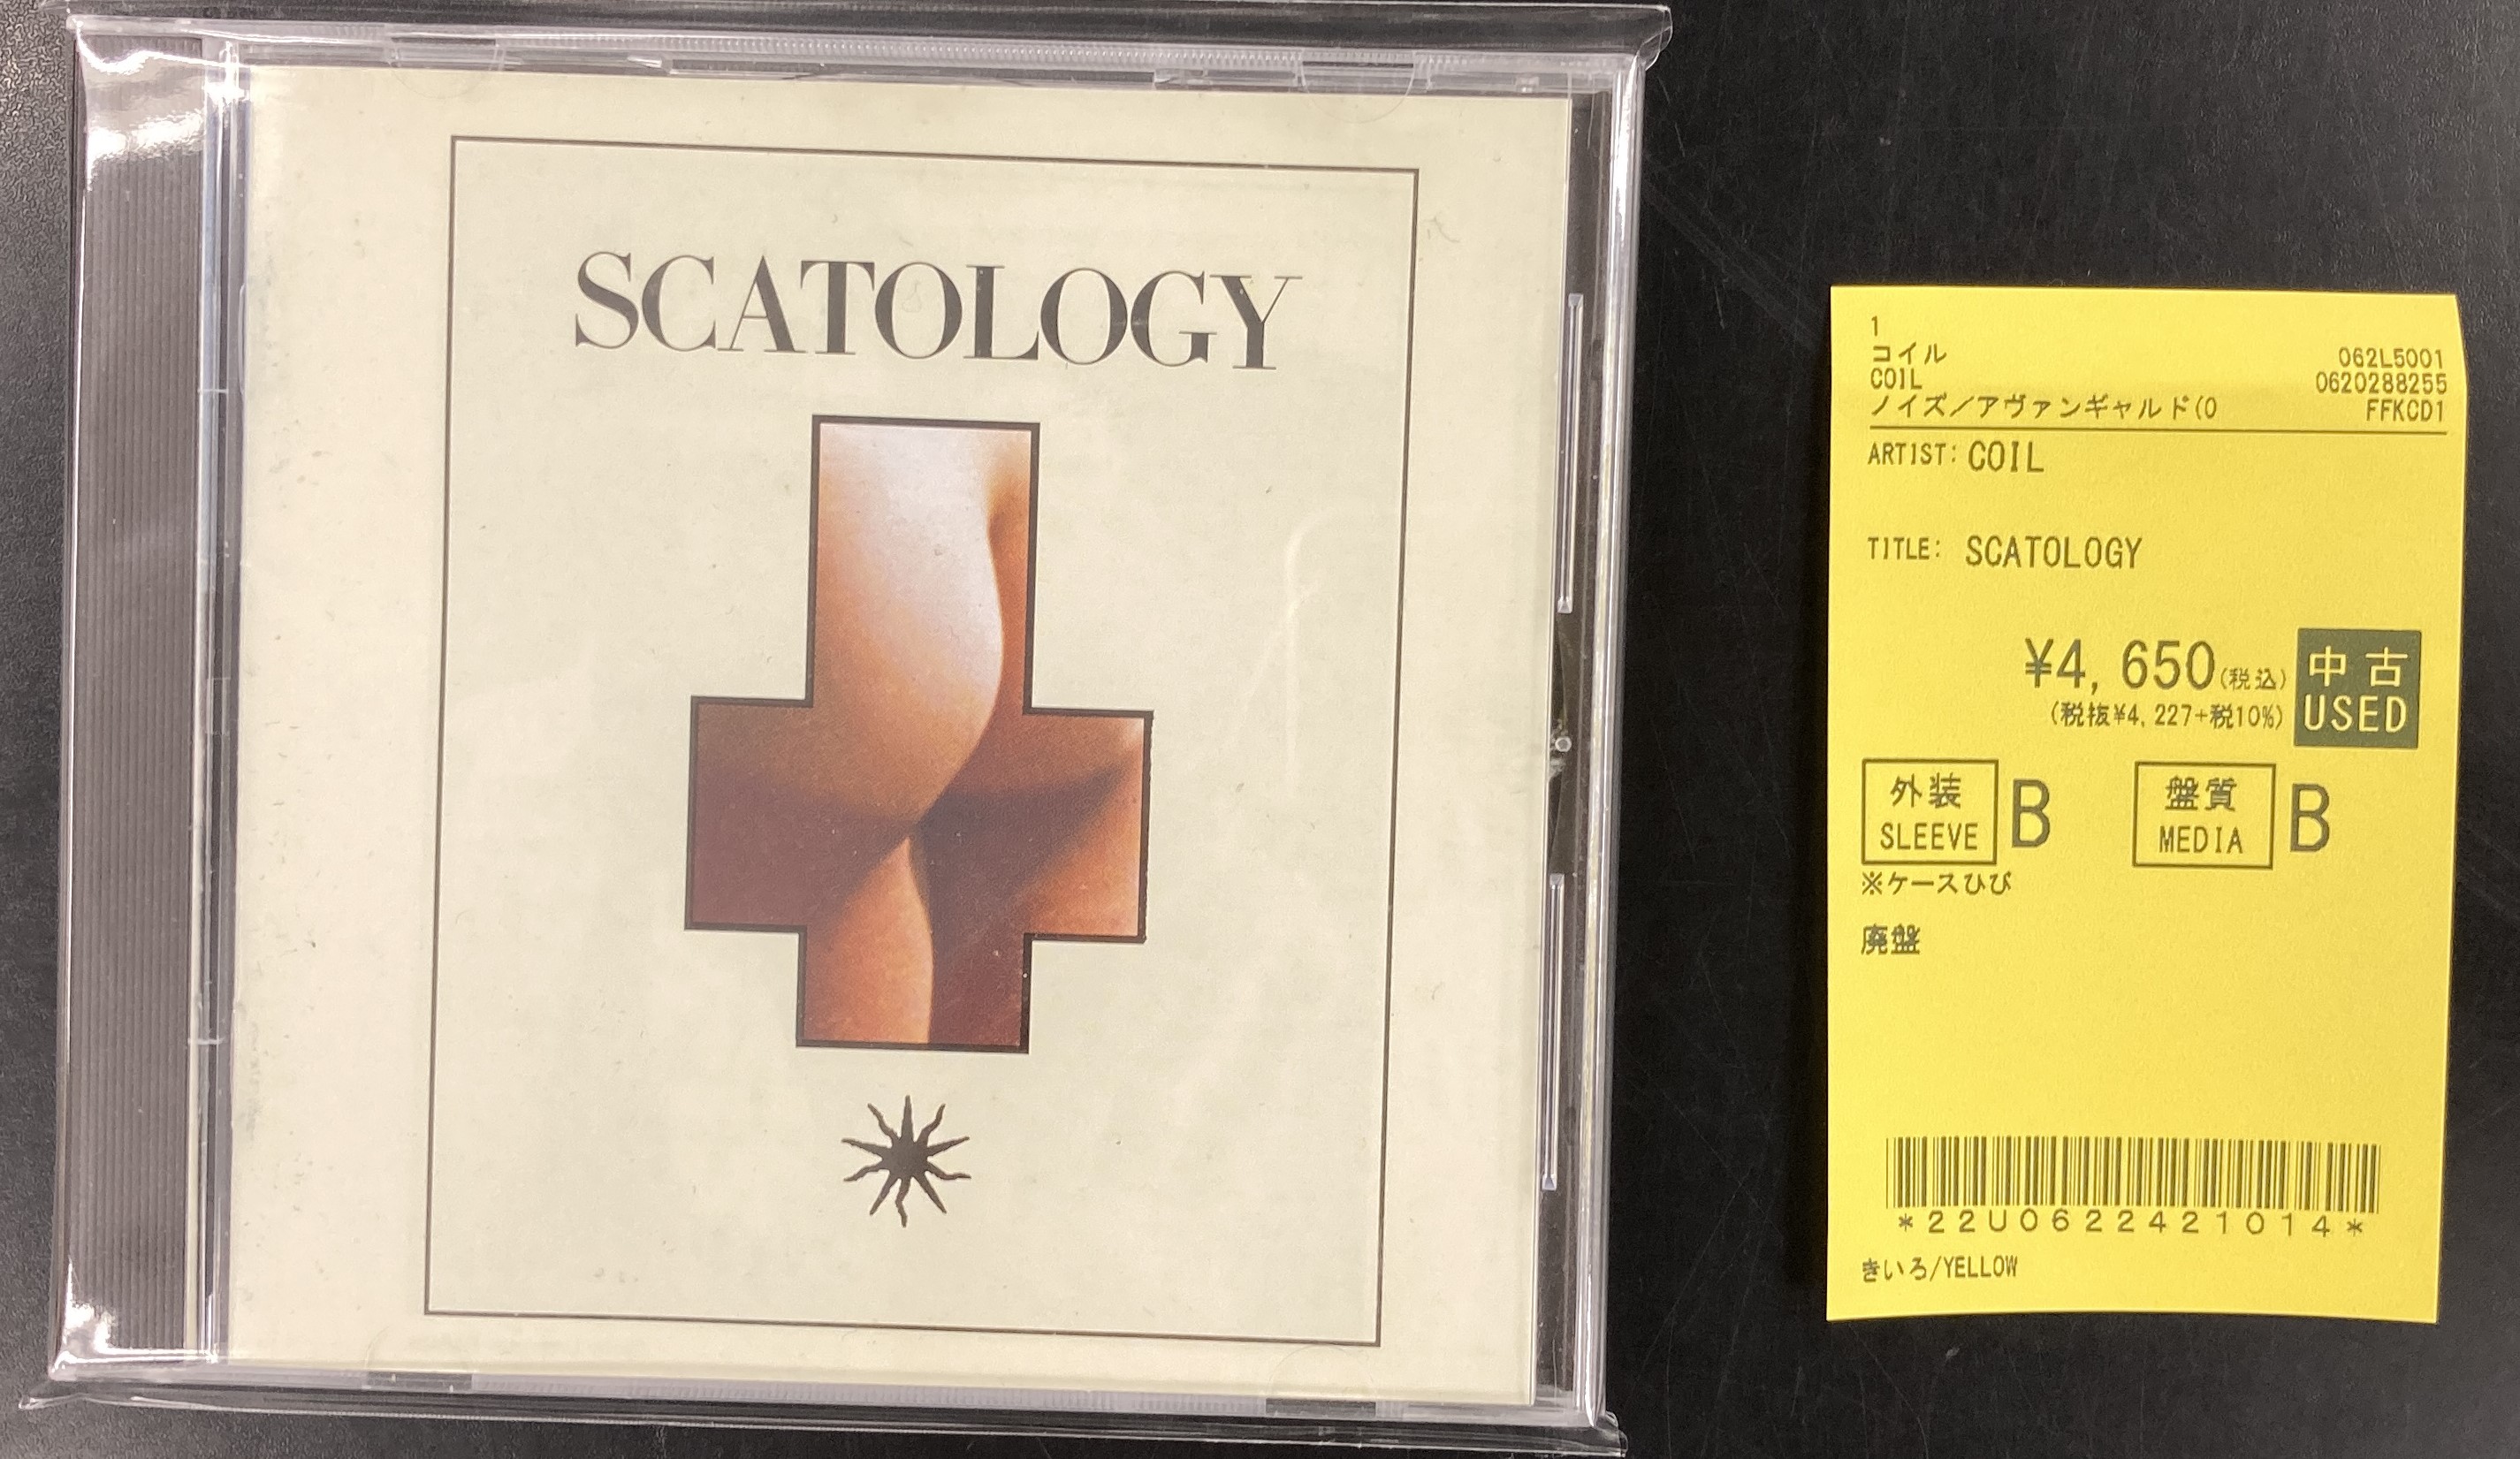 SCATOLOGY
1
コイル 062L5001
COIL 0620288255
ノイズ/アヴァンギャルド(0 FFKCD1
ARTIST: COIL
TITLE: SCATOLOGY
¥4,650(税込)
(税抜¥4,227+税10%)
中古
USED
外装
SLEEVE
B
盤質
MEDIA
B
※ケースひび
廃盤
*22U0622421014*
きいろ/YELLOW